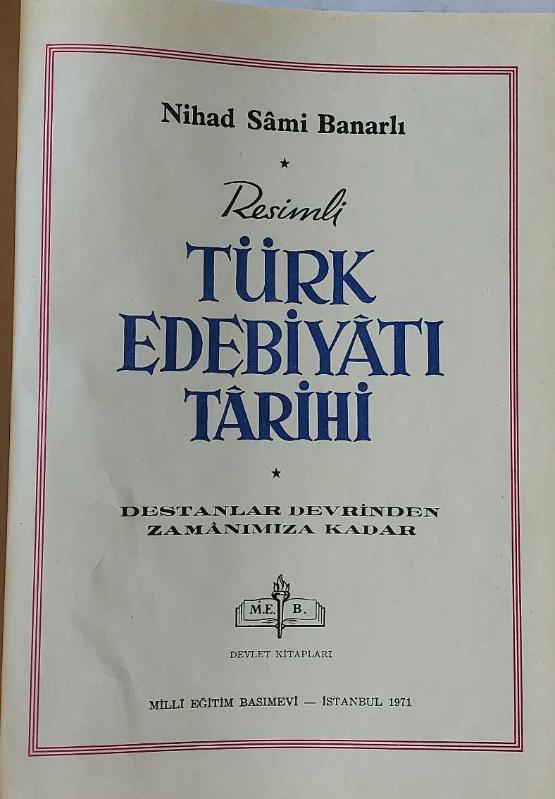 Nihad Sâmi Banarlı
Resimli
TÜRK
EDEBİYÂTI
TÂRİHİ
DESTANLAR DEVRİNDEN
ZAMÂNIMIZA KADAR
M.E. B.
DEVLET KİTAPLARI
MİLLÎ EĞİTİM BASIMEVİ — İSTANBUL 1971